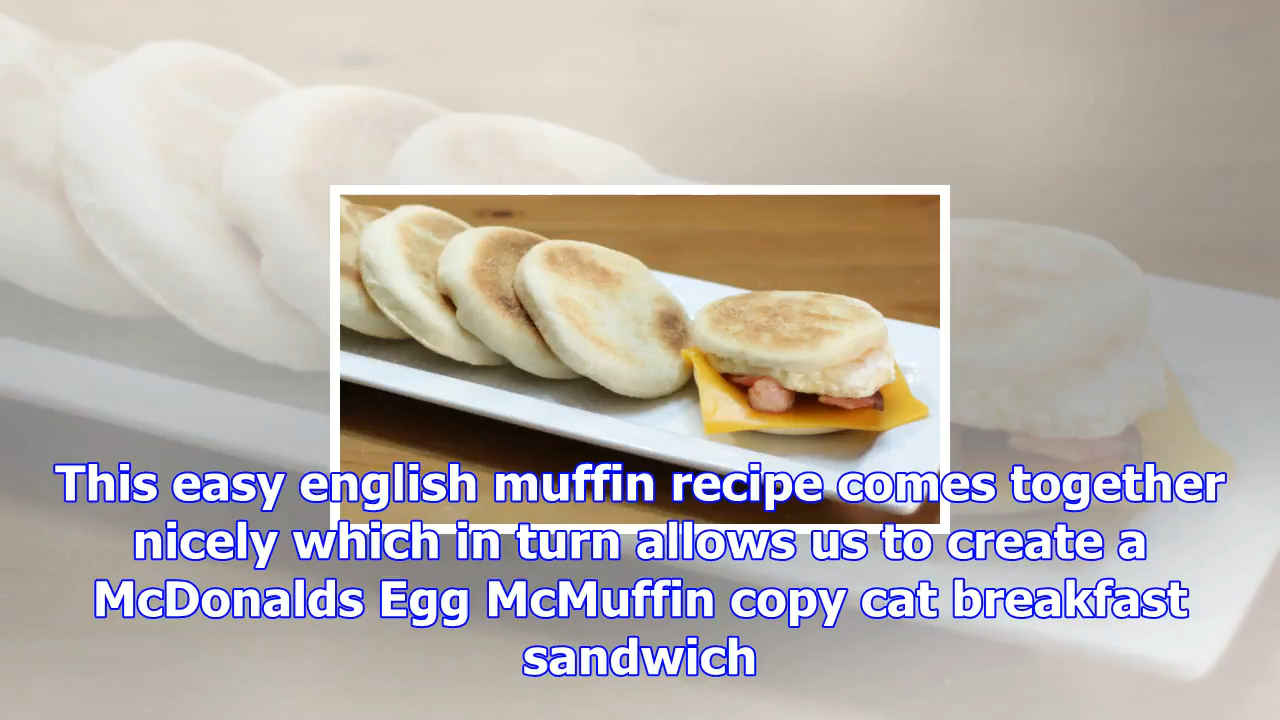 This easy english muffin recipe comes together
nicely which in turn allows us to create a
McDonalds Egg McMuffin copy cat breakfast
sandwich